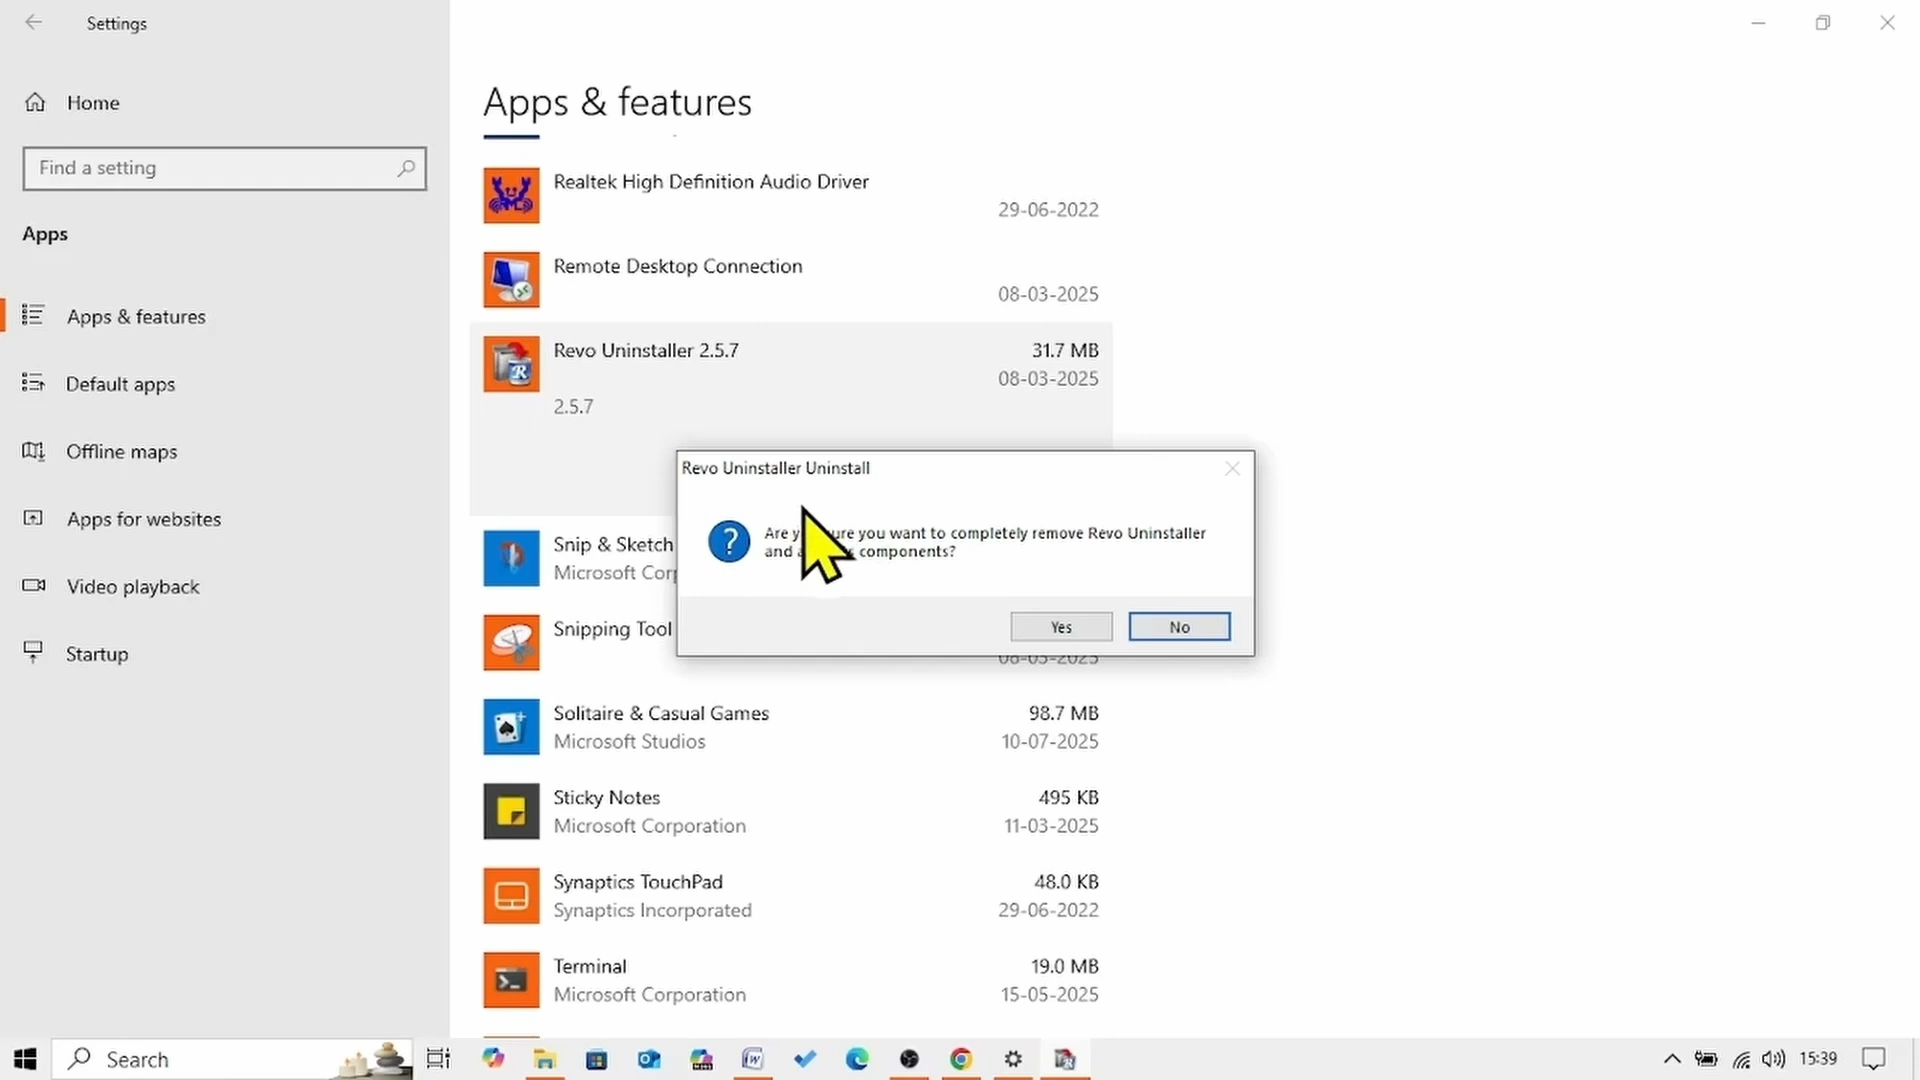 Settings
Home
Find a setting
Apps
Apps & features
Default apps
Offline maps
Apps for websites
Video playback
Startup
Apps & features
Realtek High Definition Audio Driver
29-06-2022
Remote Desktop Connection
08-03-2025
Revo Uninstaller 2.5.7
31.7 MB
08-03-2025
2.5.7
Revo Uninstaller Uninstall
Are you want to completely remove Revo Uninstaller
and components?
Yes
No
Snip & Sketch
Microsoft
Snipping Tool
Solitaire & Casual Games
98.7 MB
Microsoft Studios
10-07-2025
Sticky Notes
495 KB
Microsoft Corporation
11-03-2025
Synaptics TouchPad
48.0 KB
Synaptics Incorporated
29-06-2022
Terminal
19.0 MB
Microsoft Corporation
15-05-2025
Search
15:39